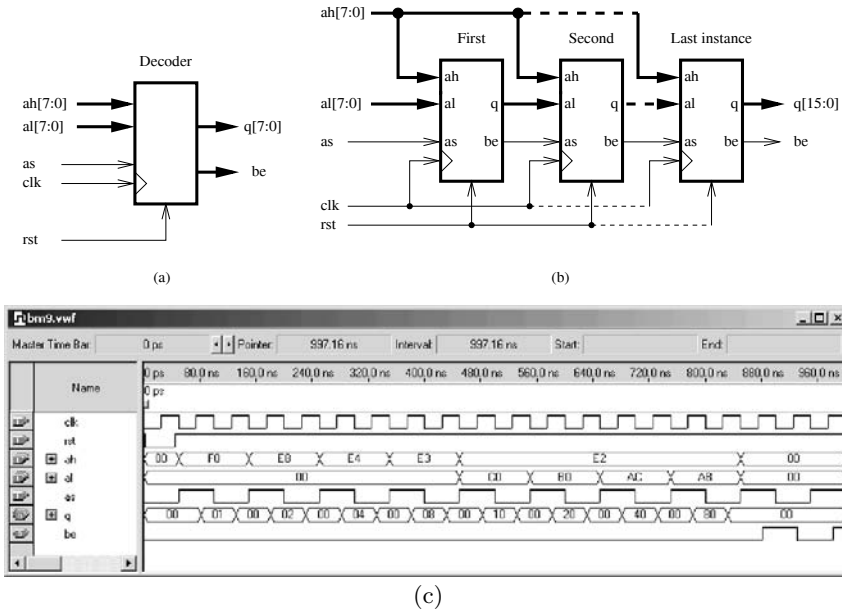 Decoder
ah[7:0]
al[7:0]
as
clk
rst
q[7:0]
be
(a)
ah[7:0]
First Second Last instance
ah ah ah
al[7:0] al q al q al q q[15:0]
as as be as be as be be
clk
rst
(b)
bm9.vwf
Master Time Bar: 0 ps Pointer: 997.16 ns Interval: 997.16 ns Start: End:
Name
0 ps 80.0 ns 160.0 ns 240.0 ns 320.0 ns 400.0 ns 480.0 ns 560.0 ns 640.0 ns 720.0 ns 800.0 ns 880.0 ns 960.0 ns
0 ps
clk
rst
ah 00 F0 E8 E4 E3 E2 00
al 00 C0 B0 AC AB 00
as
q 00 01 00 02 00 04 00 08 00 10 00 20 00 40 00 80 00
be
(c)